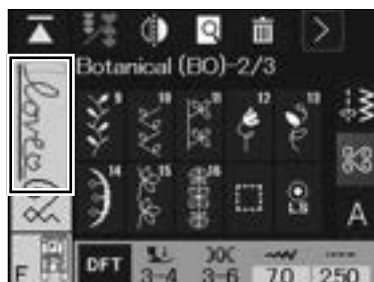 Botanical (BO)-2/3
9 10 11 12 13
14 15 16 L.S
A
F DFT 3-4 3-6 7.0 250